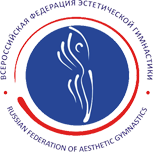 ВСЕРОССИЙСКАЯ ФЕДЕРАЦИЯ ЭСТЕТИЧЕСКОЙ ГИМНАСТИКИ
RUSSIAN FEDERATION OF AESTHETIC GYMNASTICS